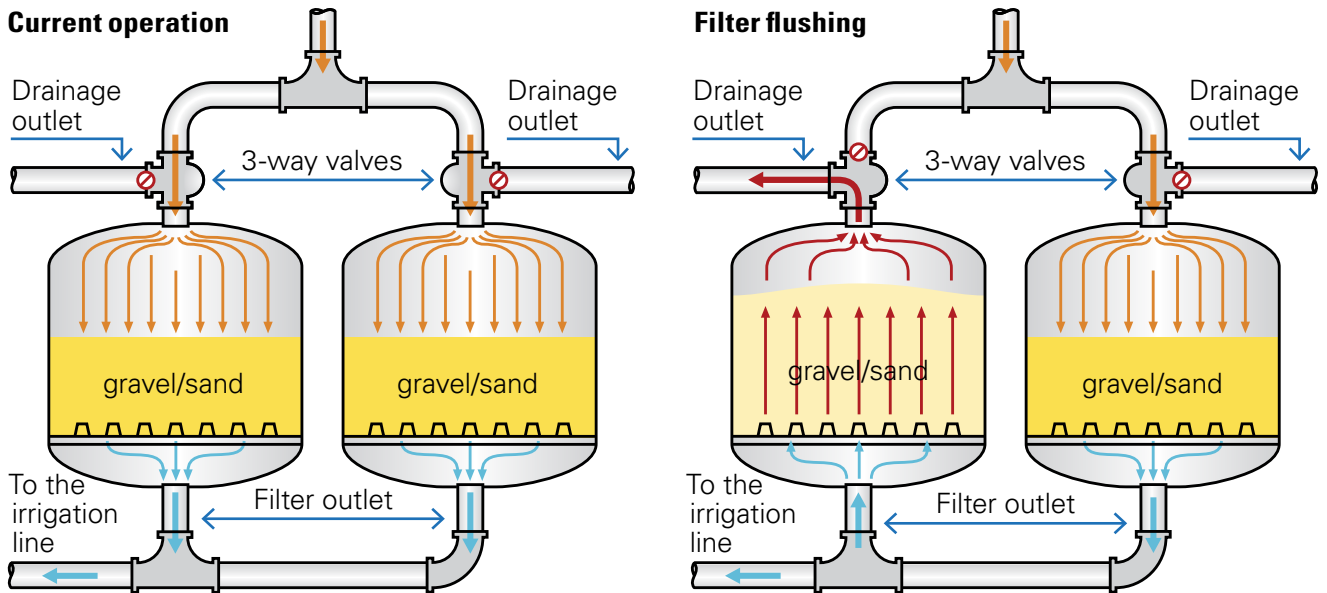 Current operation
Drainage
outlet
Drainage
outlet
3-way valves
gravel/sand
gravel/sand
To the
irrigation
line
Filter outlet
Filter flushing
Drainage
outlet
Drainage
outlet
3-way valves
gravel/sand
gravel/sand
To the
irrigation
line
Filter outlet